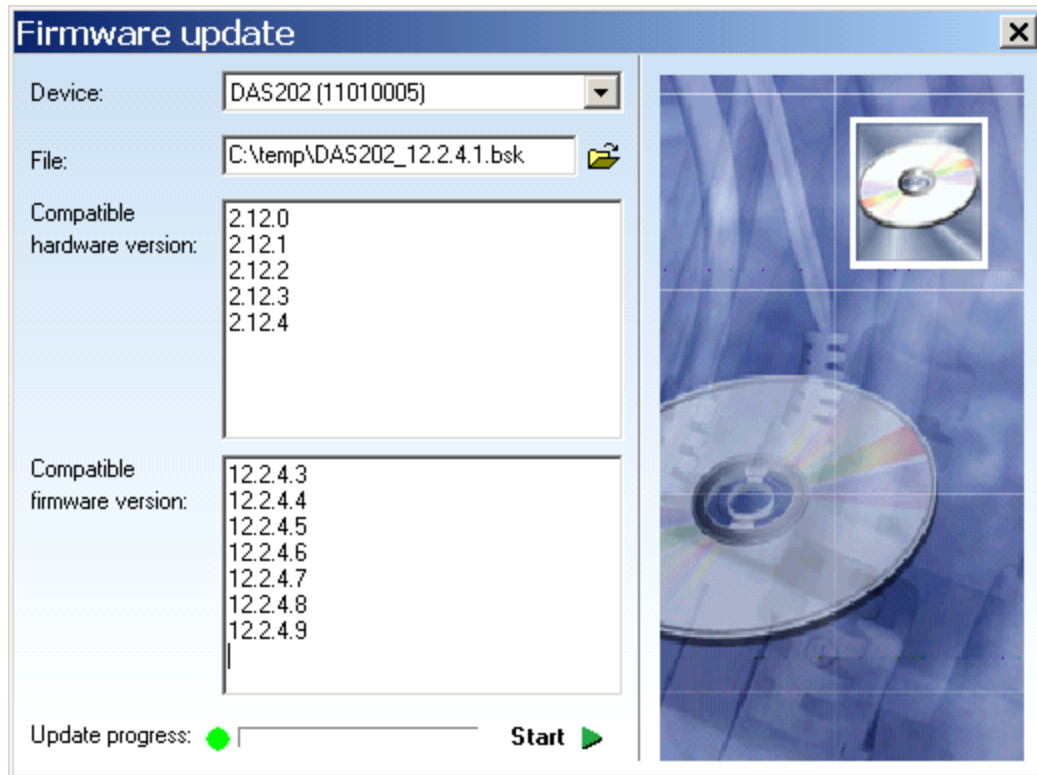 Firmware update
Device:
DAS202 (11010005)
File:
C:\temp\DAS202_12.2.4.1.bsk
Compatible
hardware version:
2.12.0
2.12.1
2.12.2
2.12.3
2.12.4
Compatible
firmware version:
12.2.4.3
12.2.4.4
12.2.4.5
12.2.4.6
12.2.4.7
12.2.4.8
12.2.4.9
Update progress:
Start